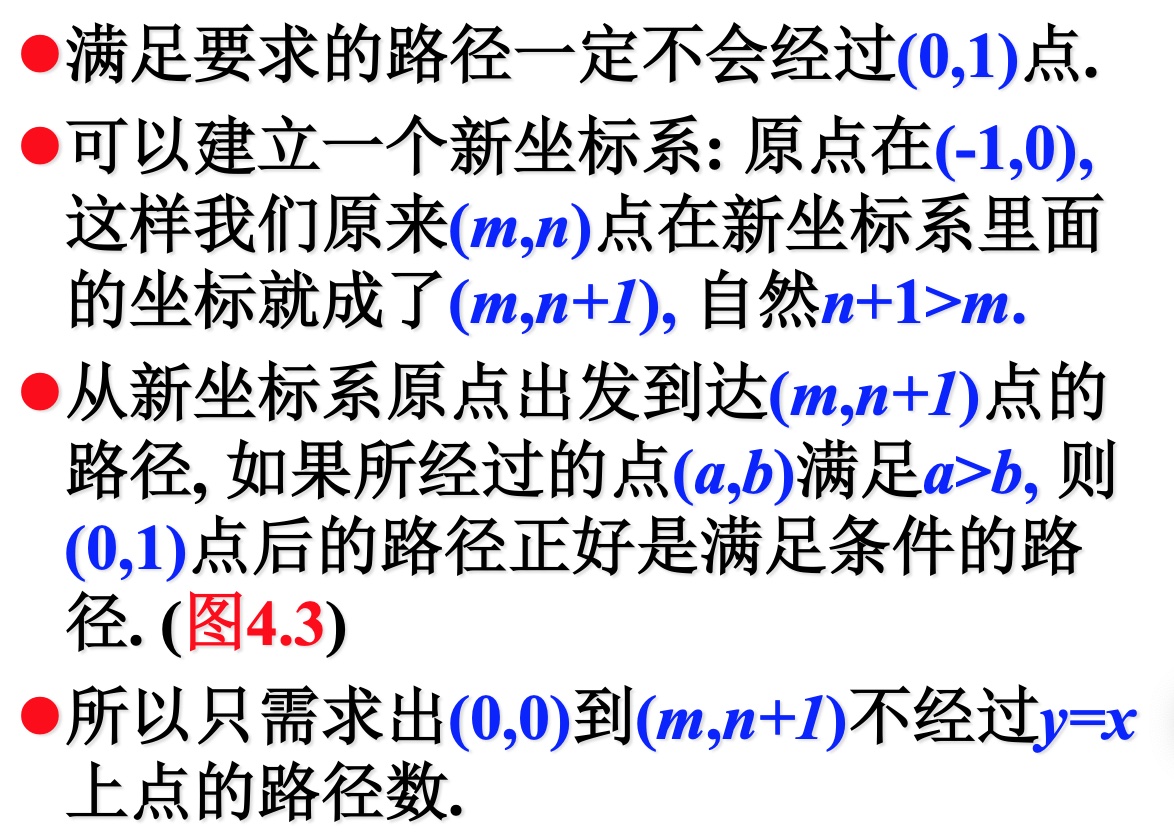 ●满足要求的路径一定不会经过(0,1)点.
●可以建立一个新坐标系: 原点在(-1,0),
这样我们原来(m,n)点在新坐标系里面
的坐标就成了(m,n+1), 自然n+1>m.
●从新坐标系原点出发到达(m,n+1)点的
路径, 如果所经过的点(a,b)满足a>b, 则
(0,1)点后的路径正好是满足条件的路
径. (图4.3)
●所以只需求出(0,0)到(m,n+1)不经过y=x
上点的路径数.